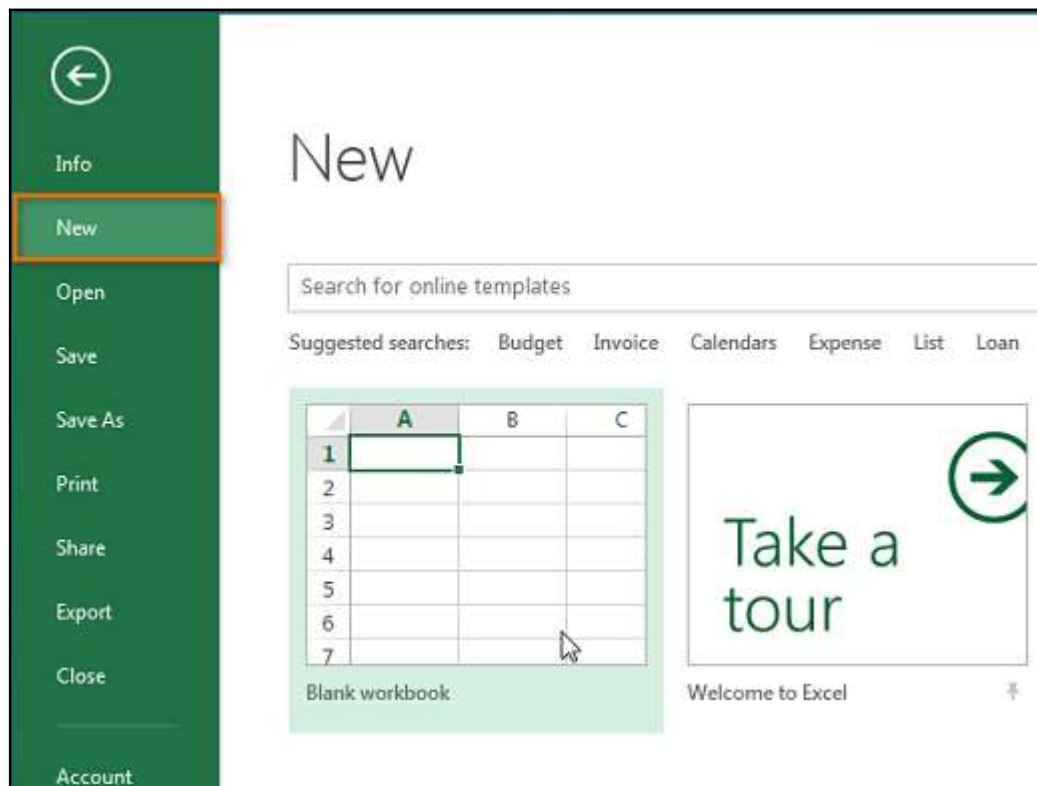 Info
New
Open
Save
Save As
Print
Share
Export
Close
Account
New
Search for online templates
Suggested searches: Budget Invoice Calendars Expense List Loan
A B C
1
2
3
4
5
6
7
Blank workbook
Take a
tour
Welcome to Excel